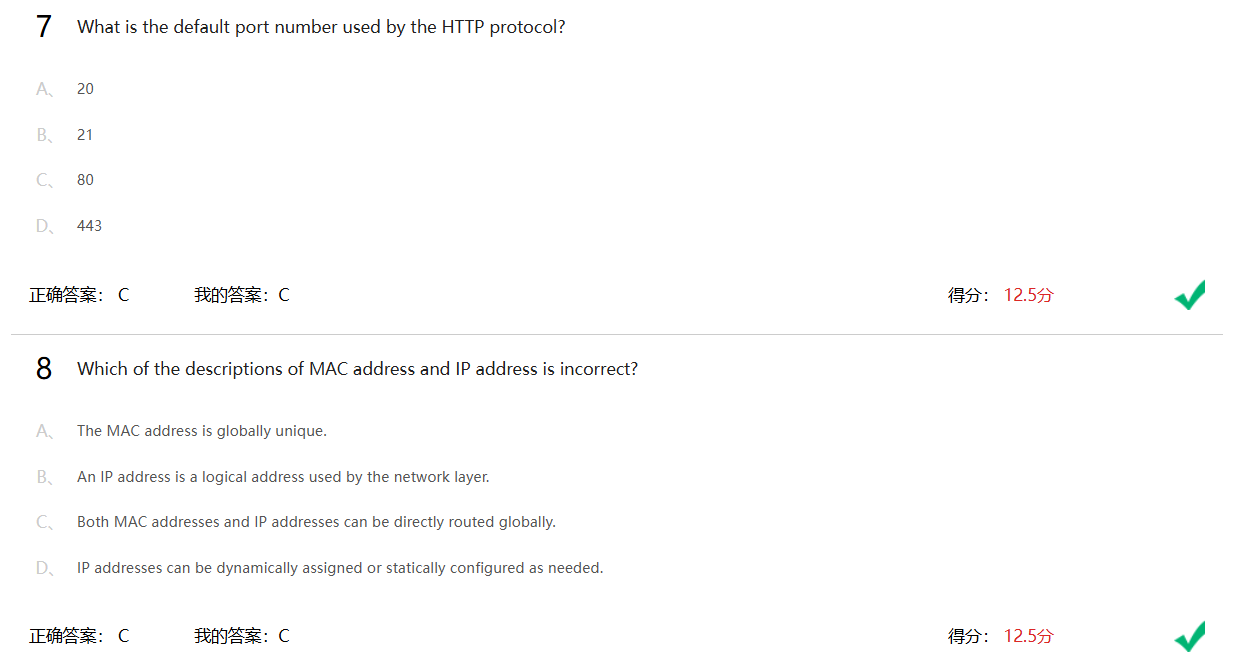 7 What is the default port number used by the HTTP protocol?
A、 20
B、 21
C、 80
D、 443
正确答案： C 我的答案：C 得分： 12.5分
8 Which of the descriptions of MAC address and IP address is incorrect?
A、 The MAC address is globally unique.
B、 An IP address is a logical address used by the network layer.
C、 Both MAC addresses and IP addresses can be directly routed globally.
D、 IP addresses can be dynamically assigned or statically configured as needed.
正确答案： C 我的答案：C 得分： 12.5分